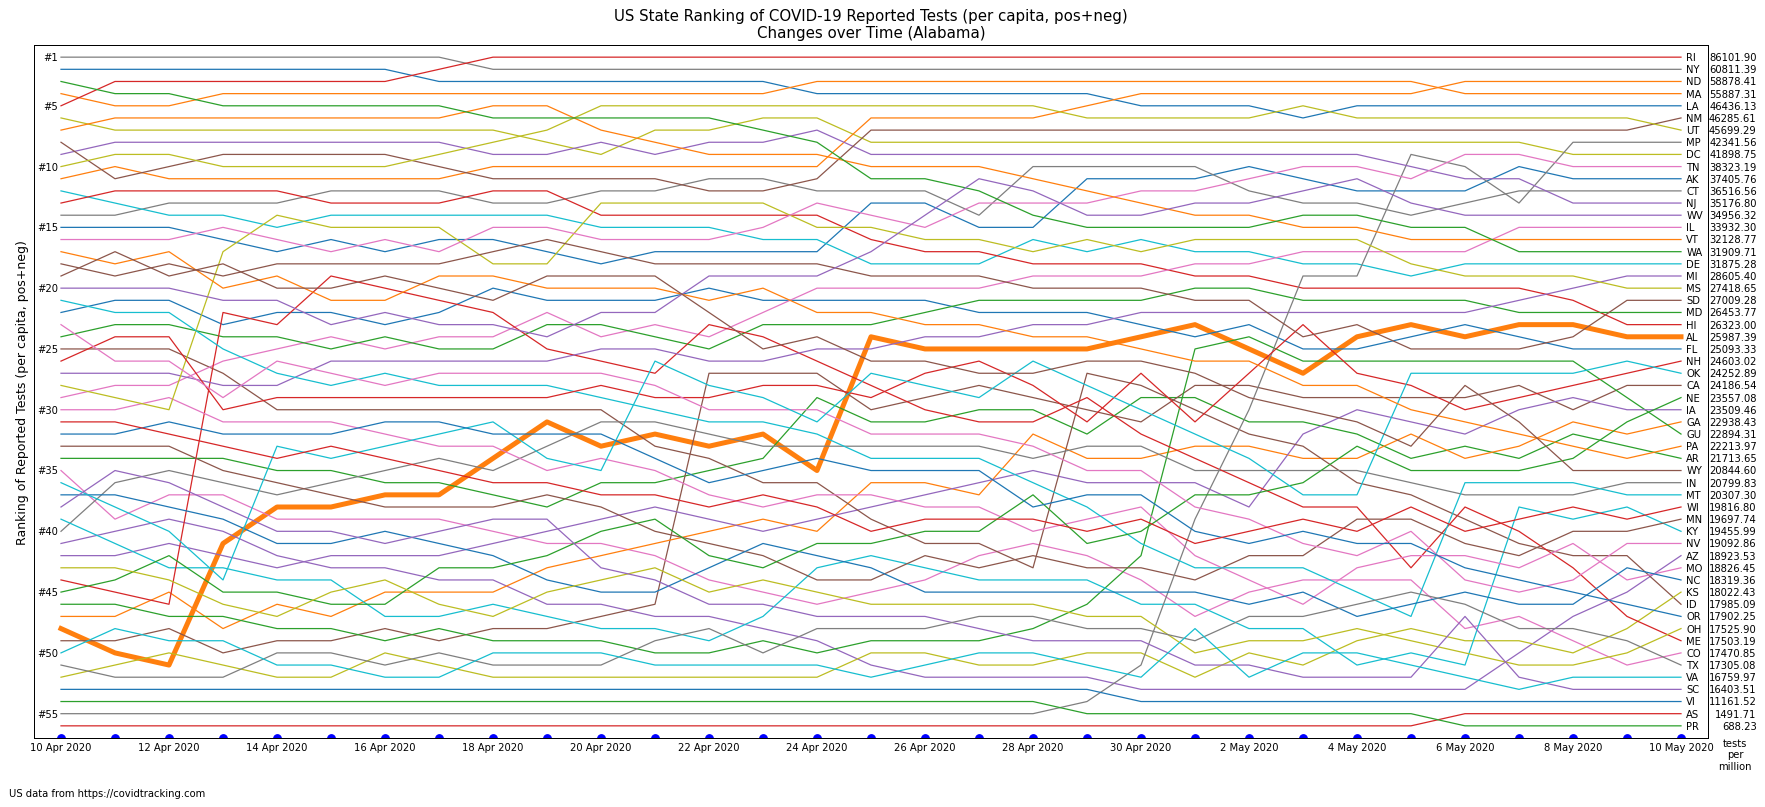 US State Ranking of COVID-19 Reported Tests (per capita, pos+neg)
Changes over Time (Alabama)
Ranking of Reported Tests (per capita, pos+neg)
#1
#5
#10
#15
#20
#25
#30
#35
#40
#45
#50
#55
RI 86101.90
NY 60811.39
ND 58878.41
MA 55887.31
LA 46436.13
NM 46285.61
UT 45699.29
MP 42341.56
DC 41898.75
TN 38323.19
AK 37405.76
CT 36516.56
NJ 35176.80
WV 34956.32
IL 33932.30
VT 32128.77
WA 31909.71
DE 31875.28
MI 28605.40
MS 27418.65
SD 27009.28
MD 26453.77
HI 26323.00
AL 25987.39
FL 25093.33
NH 24603.02
OK 24252.89
CA 24186.54
NE 23557.08
IA 23509.46
GA 22938.43
GU 22894.31
PA 22213.97
AR 21713.65
WY 20844.60
IN 20799.83
MT 20307.30
WI 19816.80
MN 19697.74
KY 19455.99
NV 19092.86
AZ 18923.53
MO 18826.45
NC 18319.36
KS 18022.43
ID 17985.09
OR 17902.25
OH 17525.90
ME 17503.19
CO 17470.85
TX 17305.08
VA 16759.97
SC 16403.51
VI 11161.52
AS 1491.71
PR 688.23
10 Apr 2020 12 Apr 2020 14 Apr 2020 16 Apr 2020 18 Apr 2020 20 Apr 2020 22 Apr 2020 24 Apr 2020 26 Apr 2020 28 Apr 2020 30 Apr 2020 2 May 2020 4 May 2020 6 May 2020 8 May 2020 10 May 2020
tests
per
million
US data from https://covidtracking.com